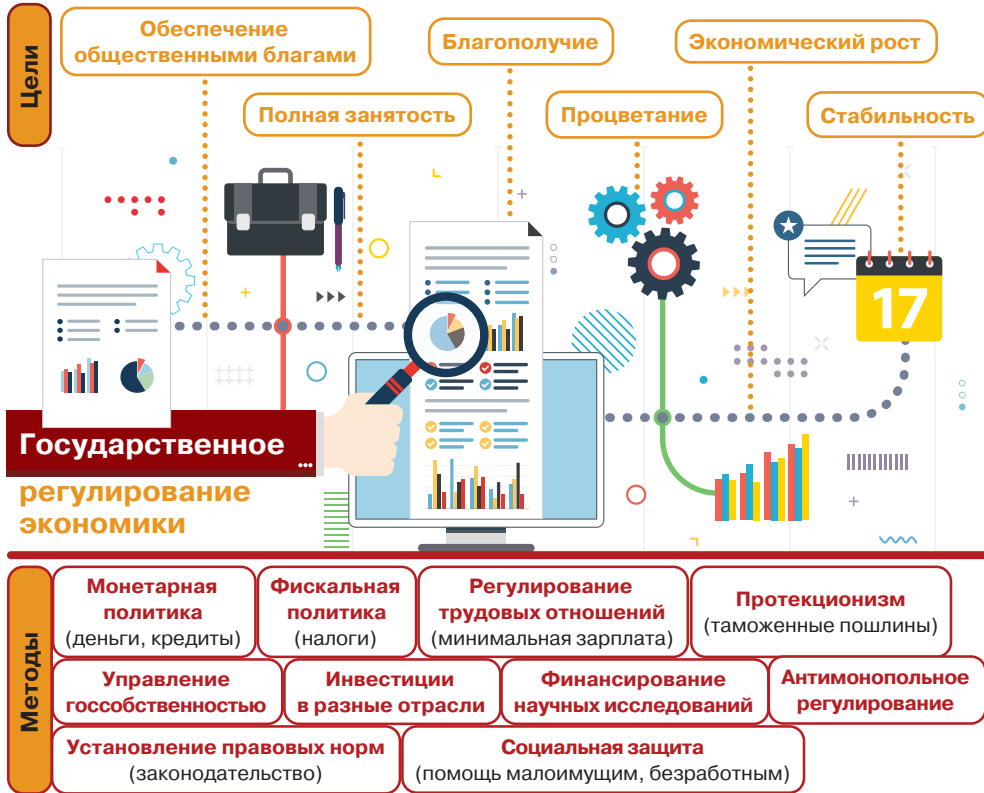 Цели
Обеспечение
общественными благами
Благополучие
Экономический рост
Полная занятость
Процветание
Стабильность
17
Государственное
регулирование
экономики
Методы
Монетарная
политика
(деньги, кредиты)
Фискальная
политика
(налоги)
Регулирование
трудовых отношений
(минимальная зарплата)
Протекционизм
(таможенные пошлины)
Управление
госсобственностью
Инвестиции
в разные отрасли
Финансирование
научных исследований
Антимонопольное
регулирование
Установление правовых норм
(законодательство)
Социальная защита
(помощь малоимущим, безработным)